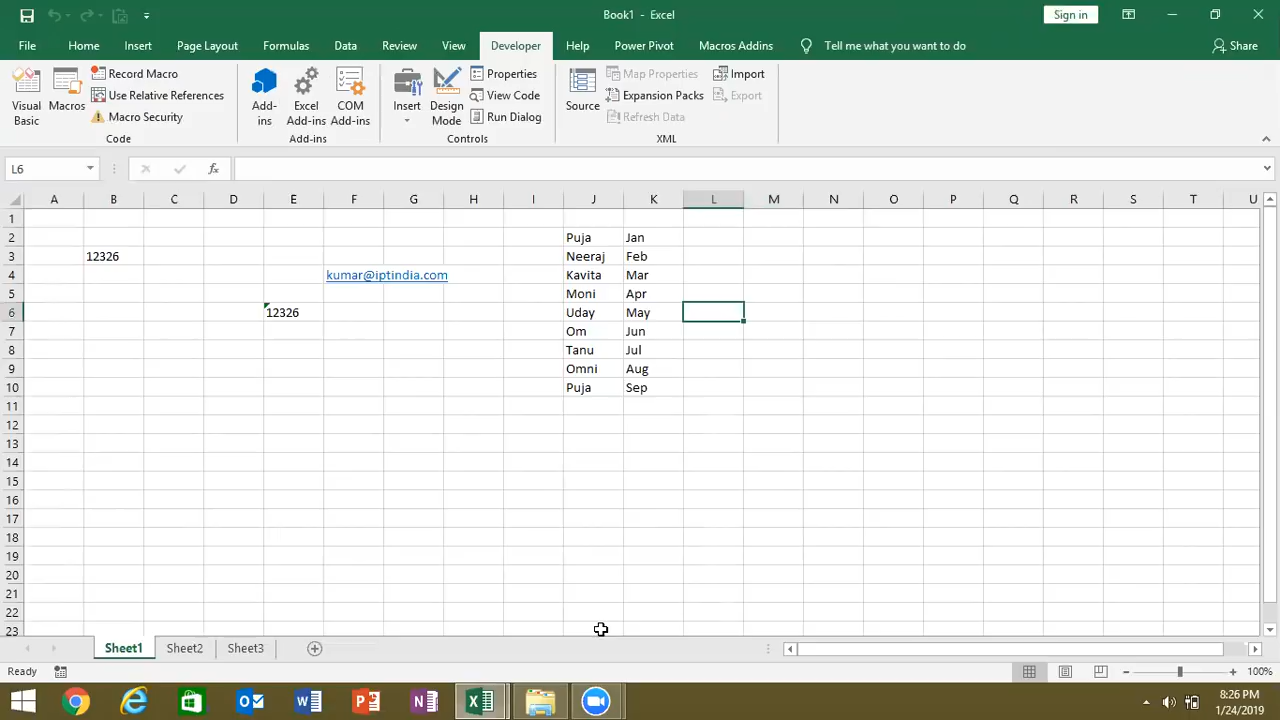 Book1 - Excel
Sign in
File Home Insert Page Layout Formulas Data Review View Developer Help Power Pivot Macros Addins Tell me what you want to do Share
Visual Basic
Macros
Record Macro
Use Relative References
Macro Security
Code
Add-ins
Excel Add-ins
COM Add-ins
Add-ins
Insert
Design Mode
Properties
View Code
Run Dialog
Controls
Source
Map Properties
Expansion Packs
Refresh Data
Import
Export
XML
L6
fx
A B C D E F G H I J K L M N O P Q R S T U
1
2 Puja Jan
3 12326 Neeraj Feb
4 kumar@iptindia.com Kavita Mar
5 Moni Apr
6 12326 Uday May
7 Om Jun
8 Tanu Jul
9 Omni Aug
10 Puja Sep
11
12
13
14
15
16
17
18
19
20
21
22
23
Sheet1 Sheet2 Sheet3
Ready 100%
8:26 PM
1/24/2019